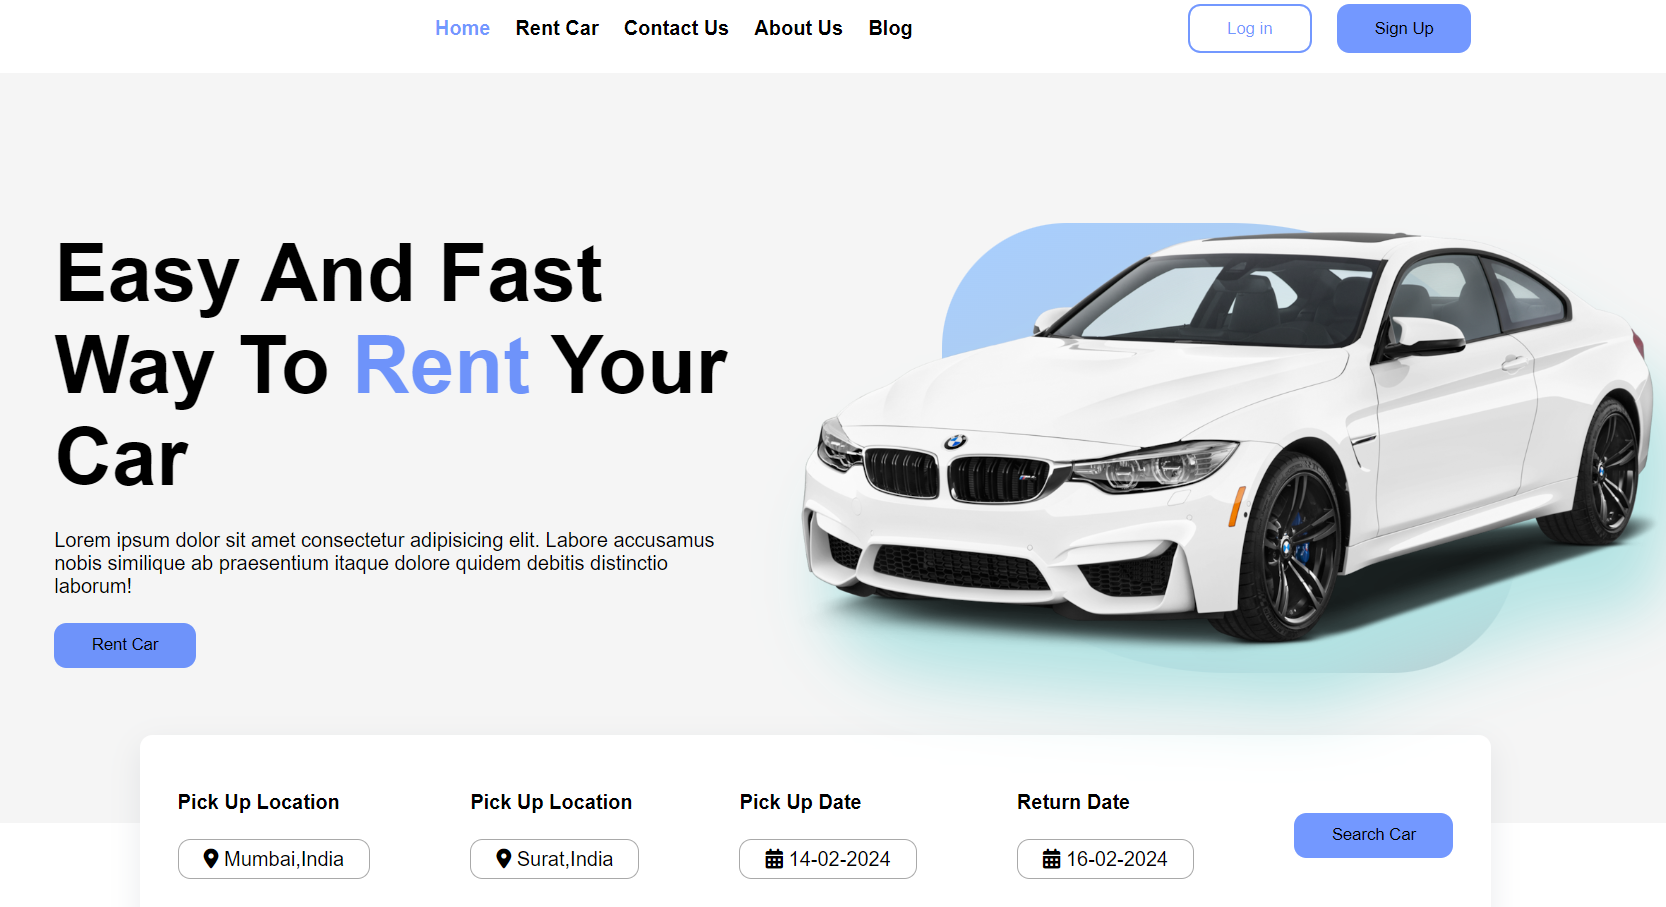 Home Rent Car Contact Us About Us Blog Log in Sign Up
Easy And Fast
Way To Rent Your
Car
Lorem ipsum dolor sit amet consectetur adipisicing elit. Labore accusamus
nobis similique ab praesentium itaque dolore quidem debitis distinctio
laborum!
Rent Car
Pick Up Location Pick Up Location Pick Up Date Return Date
Mumbai,India Surat,India 14-02-2024 16-02-2024
Search Car